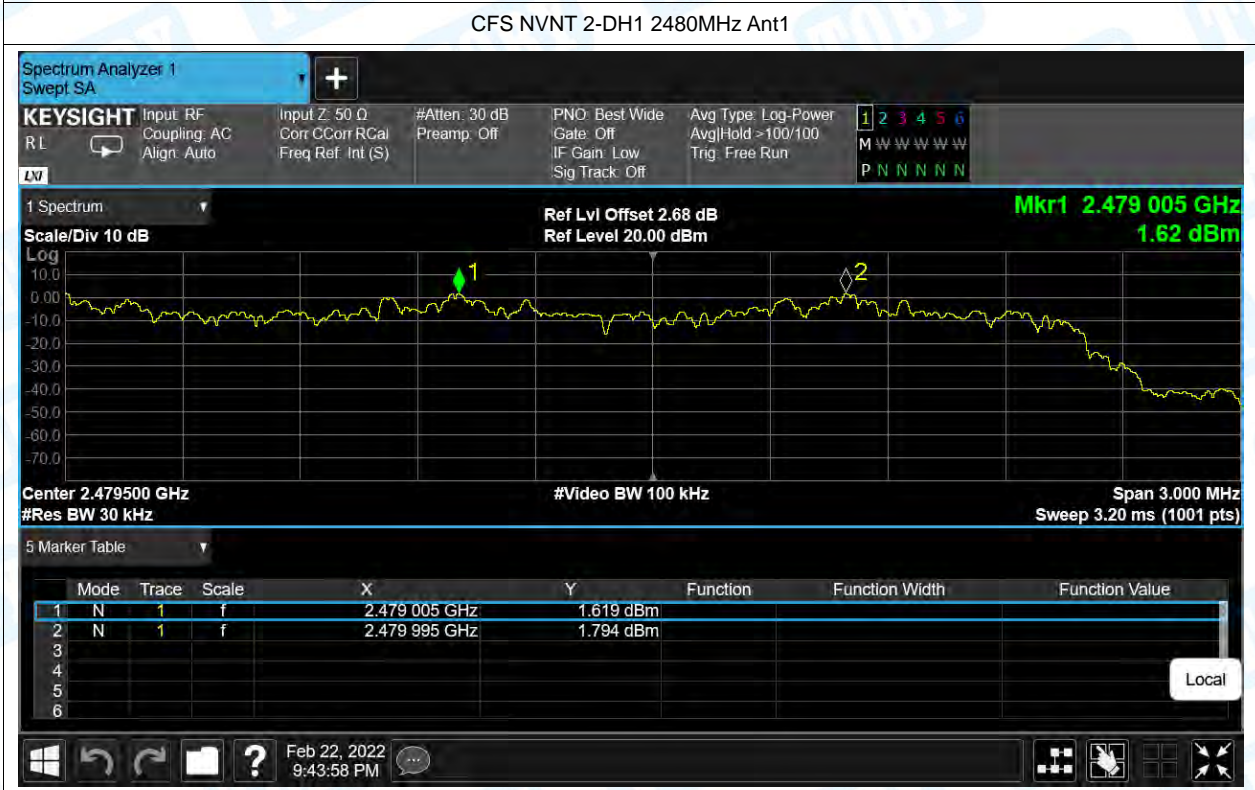 CFS NVNT 2-DH1 2480MHz Ant1
Spectrum Analyzer 1
Swept SA
+
KEYSIGHT Input: RF Input Z: 50 Ω #Atten: 30 dB PNO: Best Wide Avg Type: Log-Power 1 2 3 4 5 6
RL Coupling: AC Corr CCorr RCal Preamp: Off Gate: Off Avg|Hold >100/100 M W W W W W
Align: Auto Freq Ref: Int (S) IF Gain: Low Trig: Free Run
LXI Sig Track: Off P N N N N N N
1 Spectrum Ref Lvl Offset 2.68 dB Mkr1 2.479 005 GHz
Scale/Div 10 dB Ref Level 20.00 dBm 1.62 dBm
Log
10.0 1 2
0.00
-10.0
-20.0
-30.0
-40.0
-50.0
-60.0
-70.0
Center 2.479500 GHz #Video BW 100 kHz Span 3.000 MHz
#Res BW 30 kHz Sweep 3.20 ms (1001 pts)
5 Marker Table
Mode Trace Scale X Y Function Function Width Function Value
1 N 1 f 2.479 005 GHz 1.619 dBm
2 N 1 f 2.479 995 GHz 1.794 dBm
3
4
5
6
Local
? Feb 22, 2022
9:43:58 PM